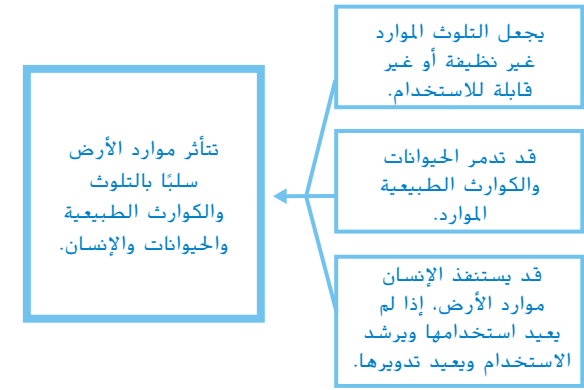 يجعل التلوث الموارد
غير نظيفة أو غير
قابلة للاستخدام.
قد تدمر الحيوانات
والكوارث الطبيعية
الموارد.
قد يستنفذ الإنسان
موارد الأرض، إذا لم
يعيد استخدامها ويرشد
الاستخدام ويعيد تدويرها.
تتأثر موارد الأرض
سلبًا بالتلوث
والكوارث الطبيعية
والحيوانات والإنسان.